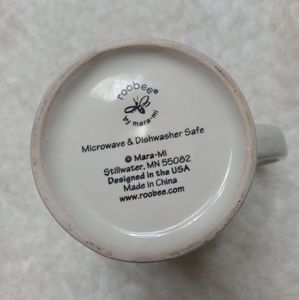 roobee®
by mara-mi
Microwave & Dishwasher Safe
© Mara-Mi
Stillwater, MN 55082
Designed in the USA
Made in China
www.roobee.com